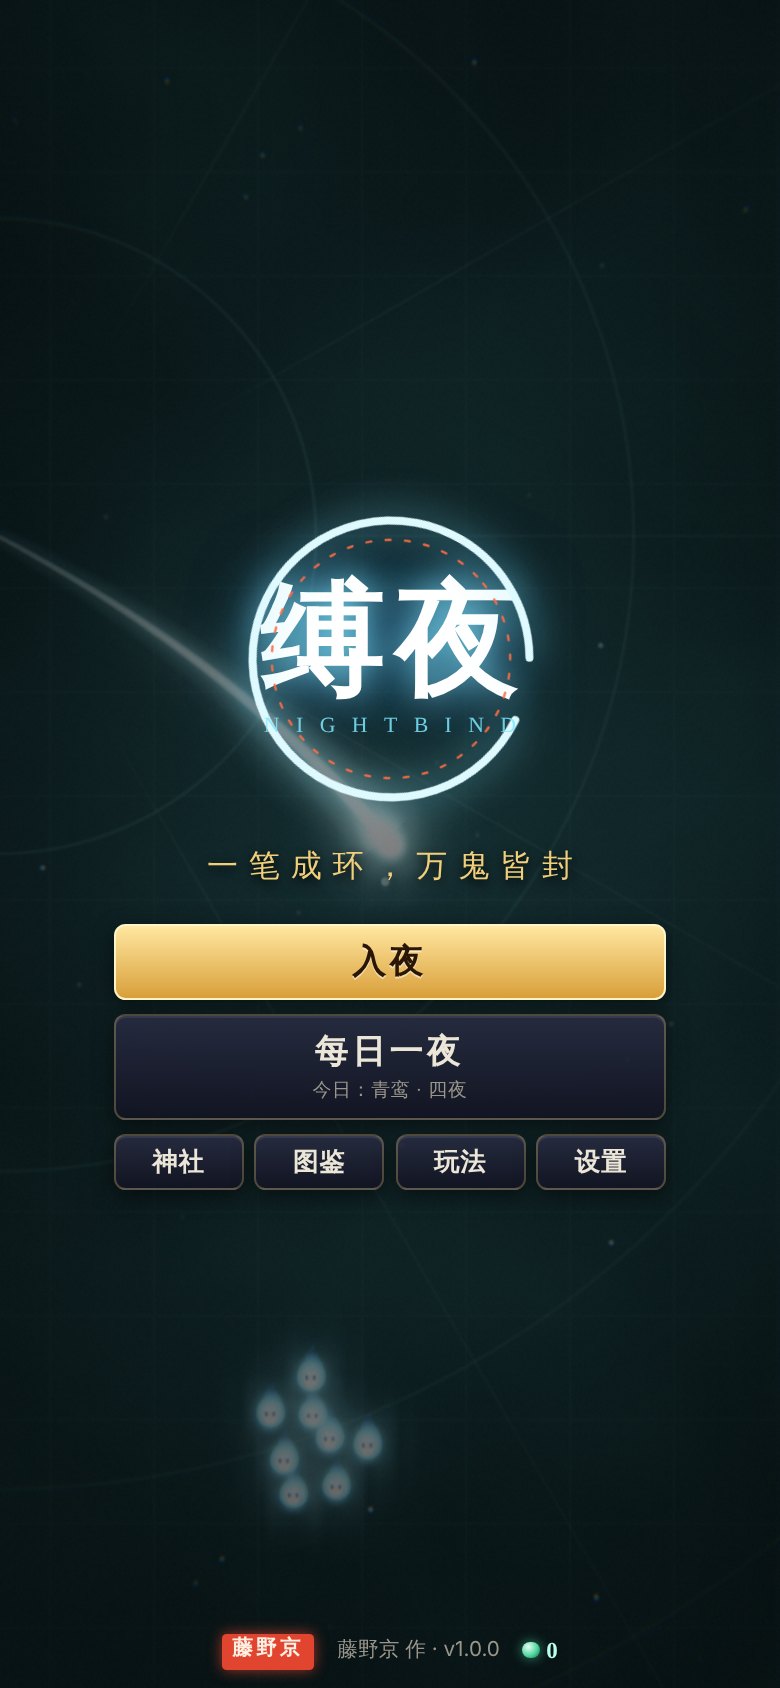 缚夜
NIGHTBIND
一笔成环，万鬼皆封
入夜
每日一夜
今日：青鸾 · 四夜
神社
图鉴
玩法
设置
藤野京
藤野京 作 · v1.0.0
0